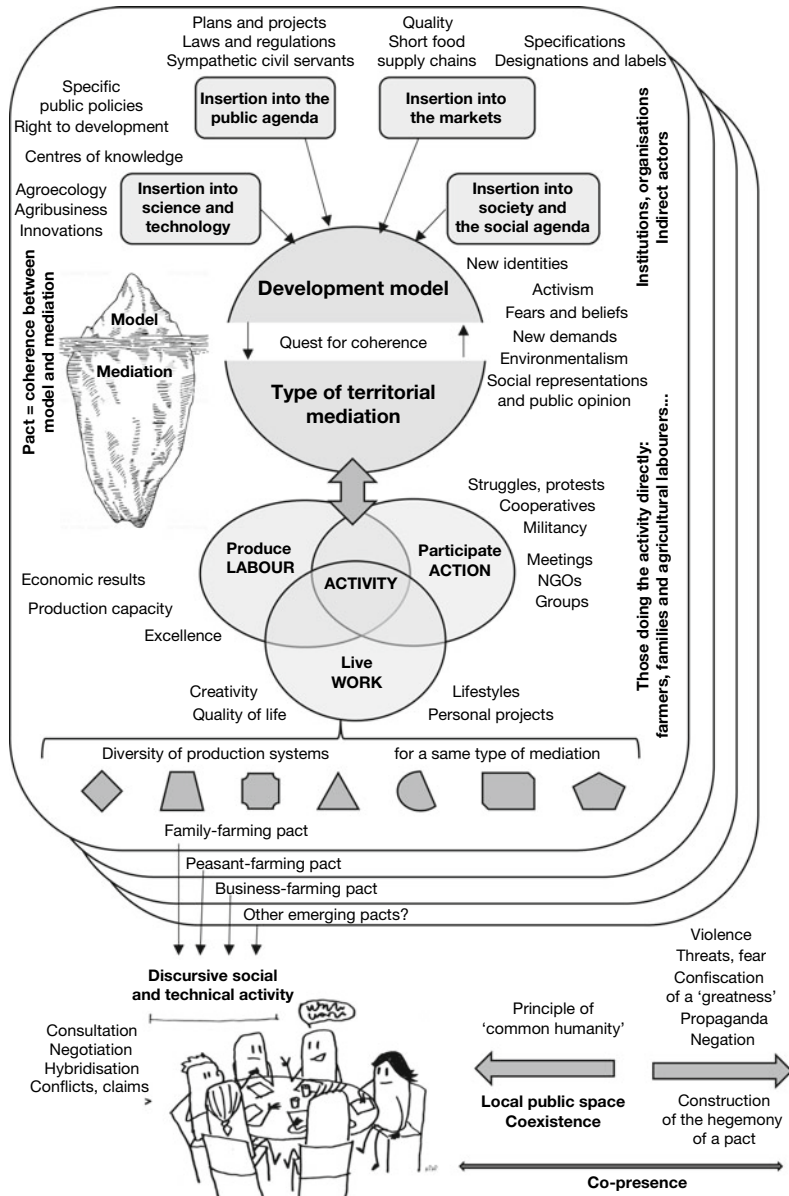 Plans and projects
Laws and regulations
Sympathetic civil servants
Quality
Short food
supply chains
Specifications
Designations and labels
Specific
public policies
Right to development
Insertion into the
public agenda
Insertion into
the markets
Centres of knowledge
Agroecology
Agribusiness
Innovations
Insertion into
science and
technology
Insertion into
society and
the social agenda
Institutions, organisations
Indirect actors
Development model
New identities
Activism
Fears and beliefs
New demands
Environmentalism
Social representations
and public opinion
Quest for coherence
Type of territorial
mediation
Pact = coherence between
model and mediation
Model
Mediation
Those doing the activity directly:
farmers, families and agricultural labourers...
Struggles, protests
Cooperatives
Militancy
Meetings
NGOs
Groups
Produce
LABOUR
Participate
ACTION
ACTIVITY
Live
WORK
Economic results
Production capacity
Excellence
Creativity
Quality of life
Lifestyles
Personal projects
Diversity of production systems
for a same type of mediation
Family-farming pact
Peasant-farming pact
Business-farming pact
Other emerging pacts?
Discursive social
and technical activity
Consultation
Negotiation
Hybridisation
Conflicts, claims
Principle of
‘common humanity’
Local public space
Coexistence
Violence
Threats, fear
Confiscation
of a ‘greatness’
Propaganda
Negation
Construction
of the hegemony
of a pact
Co-presence